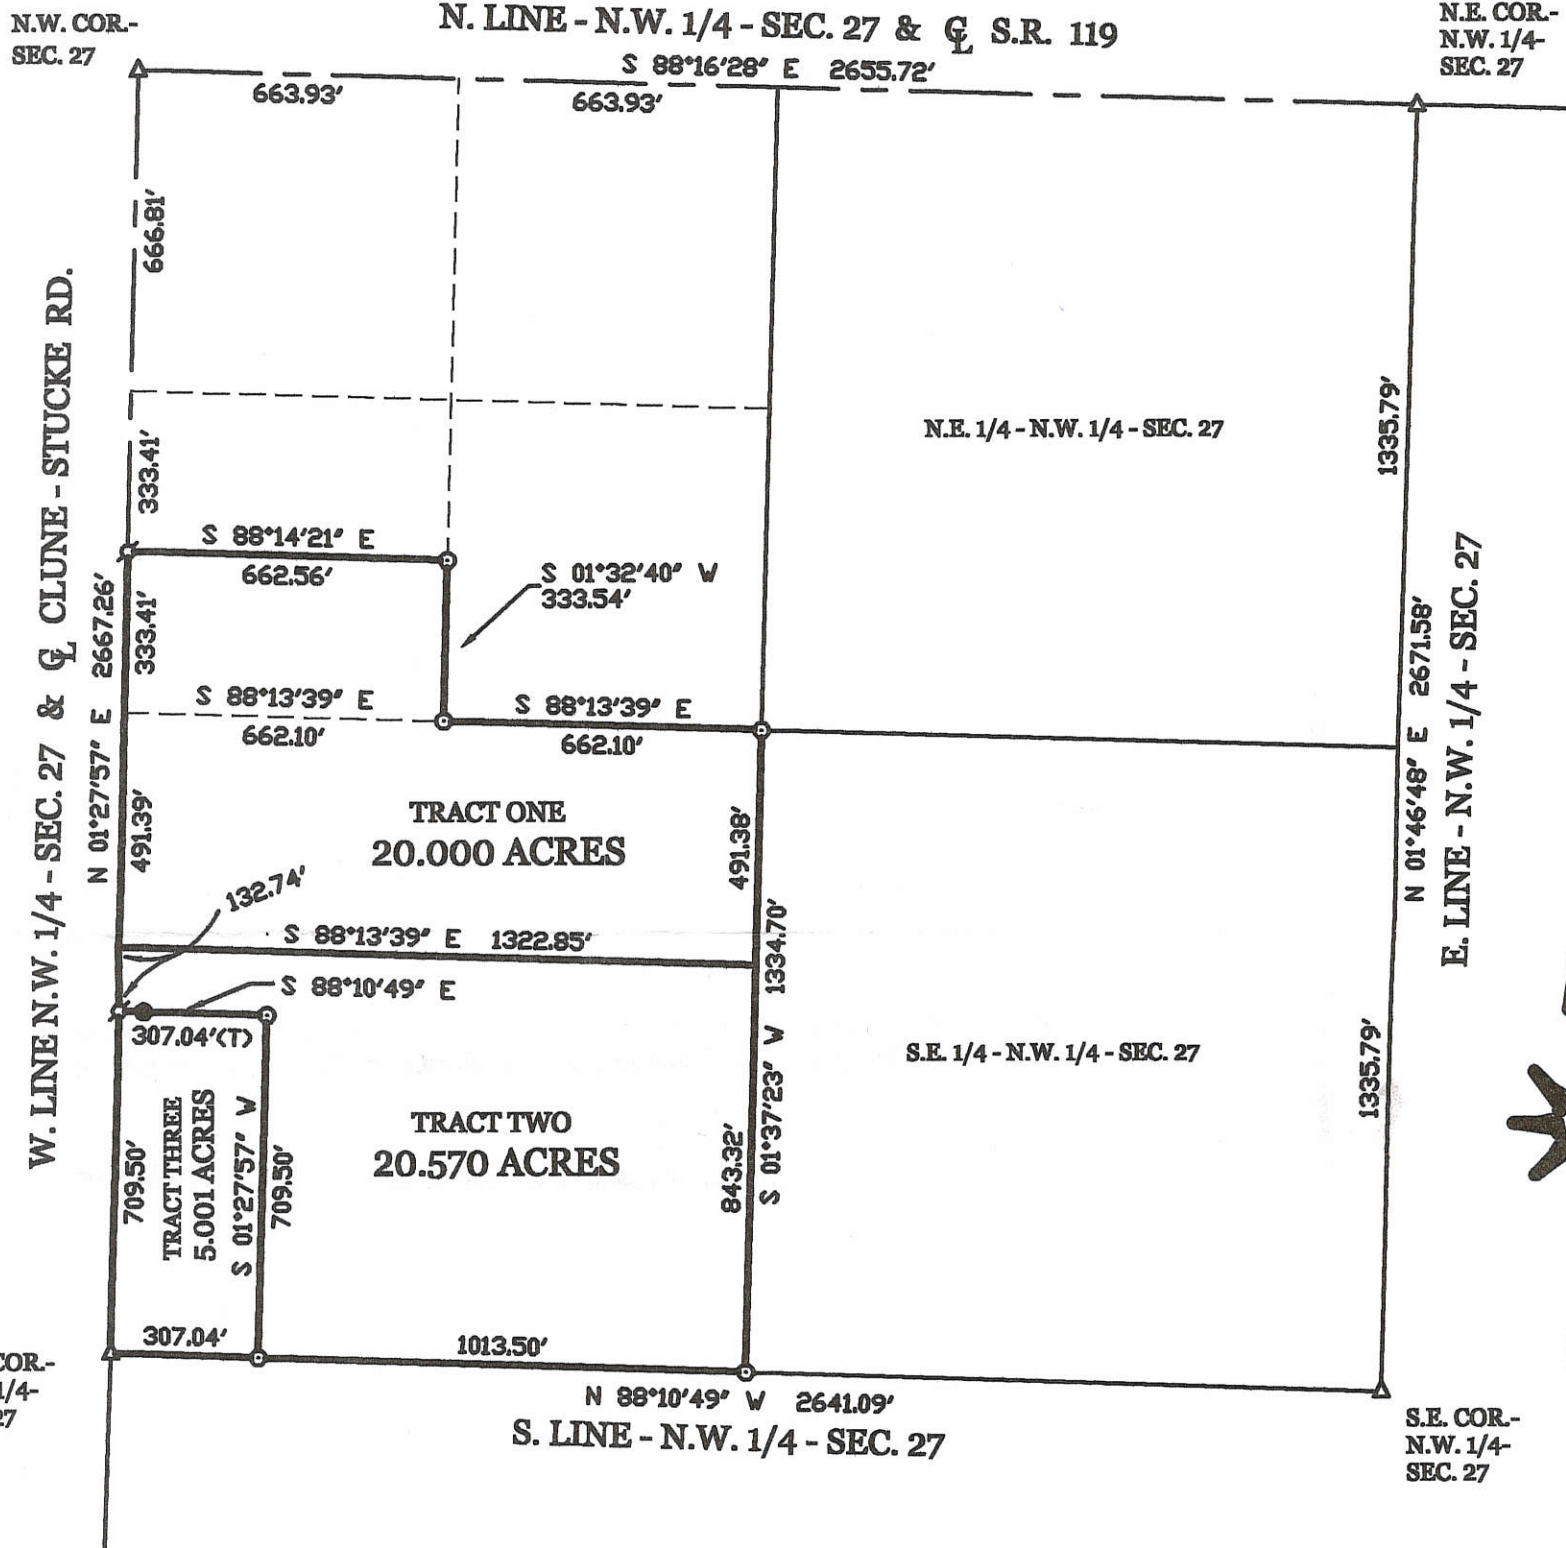 N.W. COR.-
SEC. 27
N. LINE - N.W. 1/4 - SEC. 27 & ℄ S.R. 119
S 88°16'28" E 2655.72'
N.E. COR.-
N.W. 1/4-
SEC. 27
663.93'
663.93'
666.81'
W. LINE N.W. 1/4 - SEC. 27 & ℄ CLUNE - STUCKE RD.
N 01°27'57" E 2667.26'
333.41'
333.41'
491.39'
N.E. 1/4 - N.W. 1/4 - SEC. 27
1335.79'
S 88°14'21" E
662.56'
S 01°32'40" W
333.54'
S 88°13'39" E
662.10'
S 88°13'39" E
662.10'
N 01°46'48" E 2671.58'
E. LINE - N.W. 1/4 - SEC. 27
TRACT ONE
20.000 ACRES
491.38'
132.74'
S 88°13'39" E 1322.85'
S 01°37'23" W 1334.70'
S 88°10'49" E
307.04'(T)
S.E. 1/4 - N.W. 1/4 - SEC. 27
1335.79'
709.50'
TRACT THREE
5.001 ACRES
S 01°27'57" W
709.50'
TRACT TWO
20.570 ACRES
843.32'
307.04'
1013.50'
COR.-
1/4-
27
N 88°10'49" W 2641.09'
S. LINE - N.W. 1/4 - SEC. 27
S.E. COR.-
N.W. 1/4-
SEC. 27